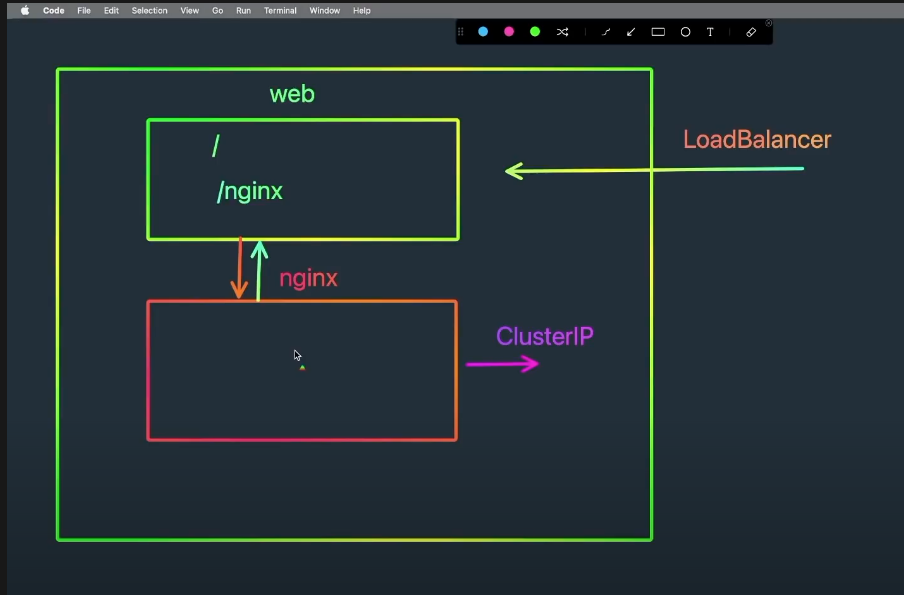 Code File Edit Selection View Go Run Terminal Window Help
T
web
/
/nginx
LoadBalancer
nginx
ClusterIP